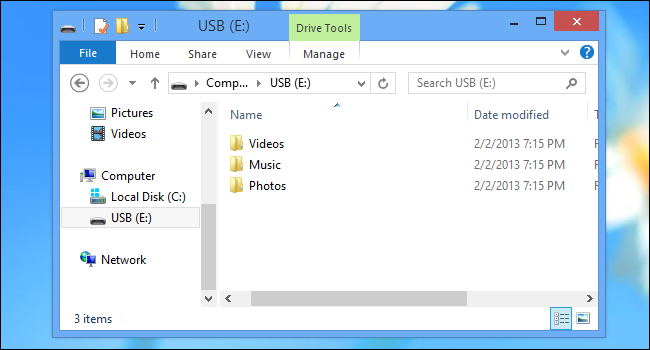 USB (E:)
Drive Tools
File
Home
Share
View
Manage
Comp...
USB (E:)
Search USB (E:)
Pictures
Videos
Computer
Local Disk (C:)
USB (E:)
Network
Name
Date modified
Videos
2/2/2013 7:15 PM
Music
2/2/2013 7:15 PM
Photos
2/2/2013 7:15 PM
3 items